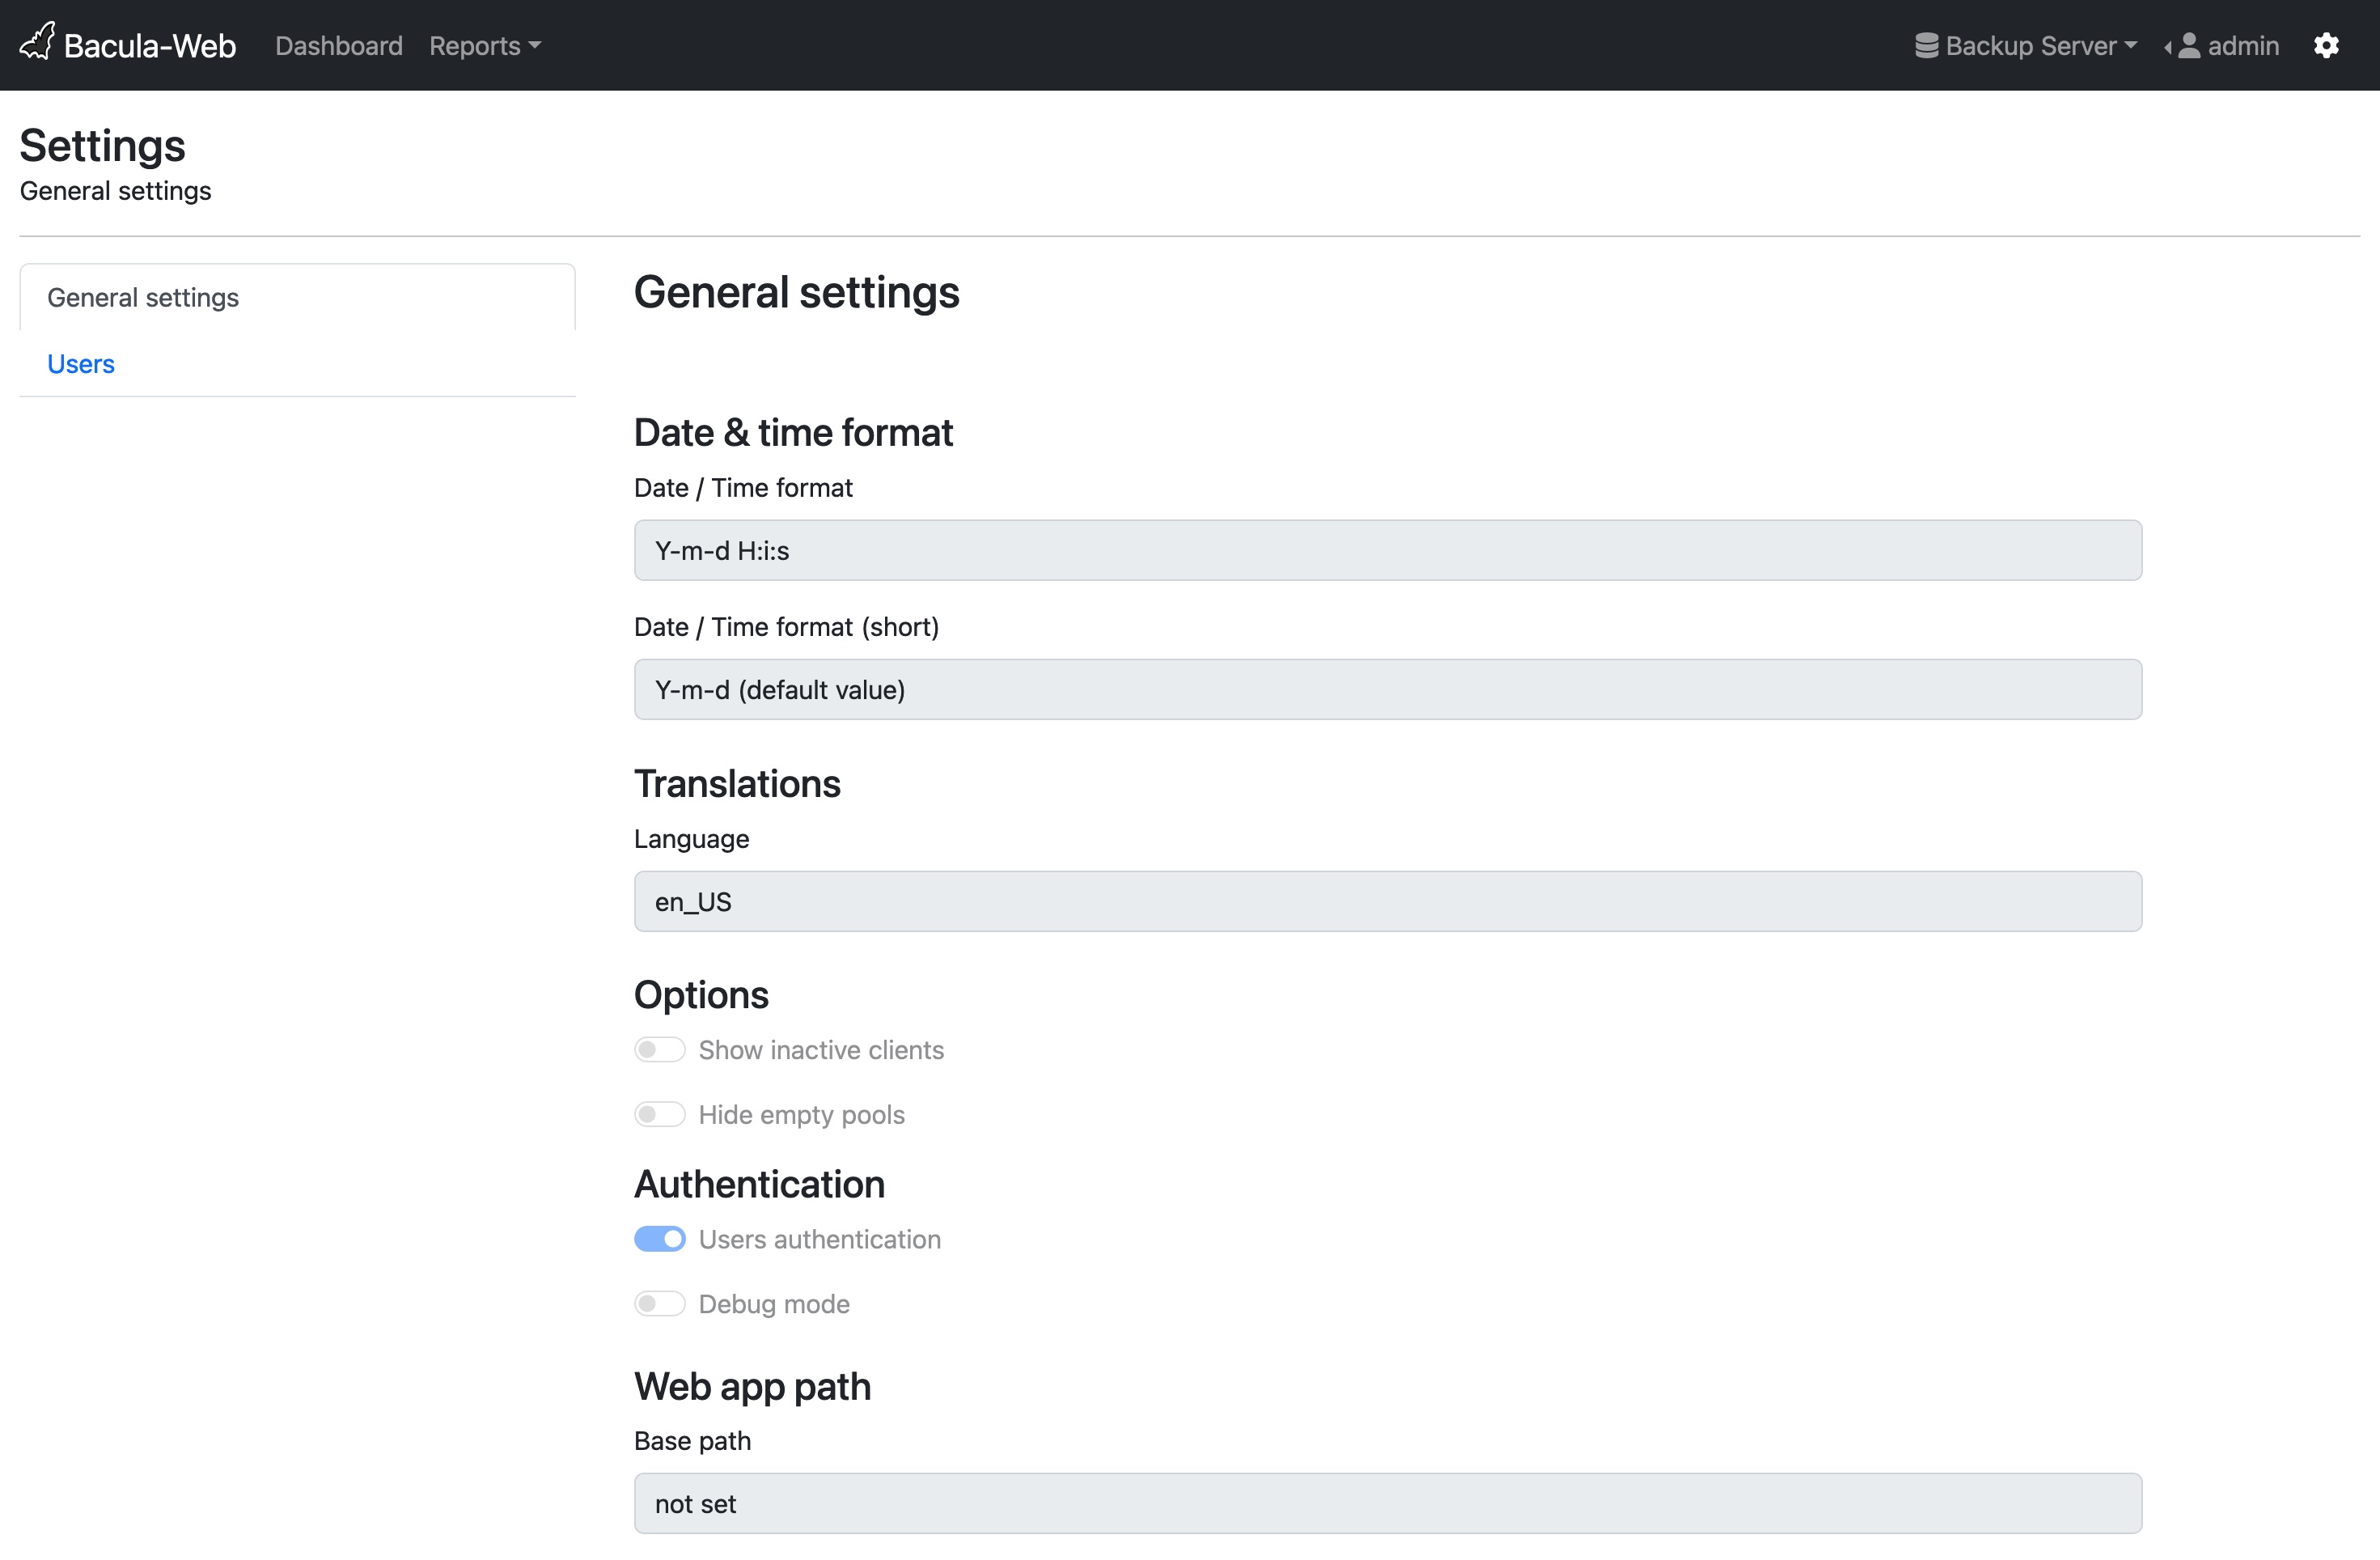 Bacula-Web Dashboard Reports Backup Server admin
Settings
General settings
General settings
Users
General settings
Date & time format
Date / Time format
Y-m-d H:i:s
Date / Time format (short)
Y-m-d (default value)
Translations
Language
en_US
Options
Show inactive clients
Hide empty pools
Authentication
Users authentication
Debug mode
Web app path
Base path
not set